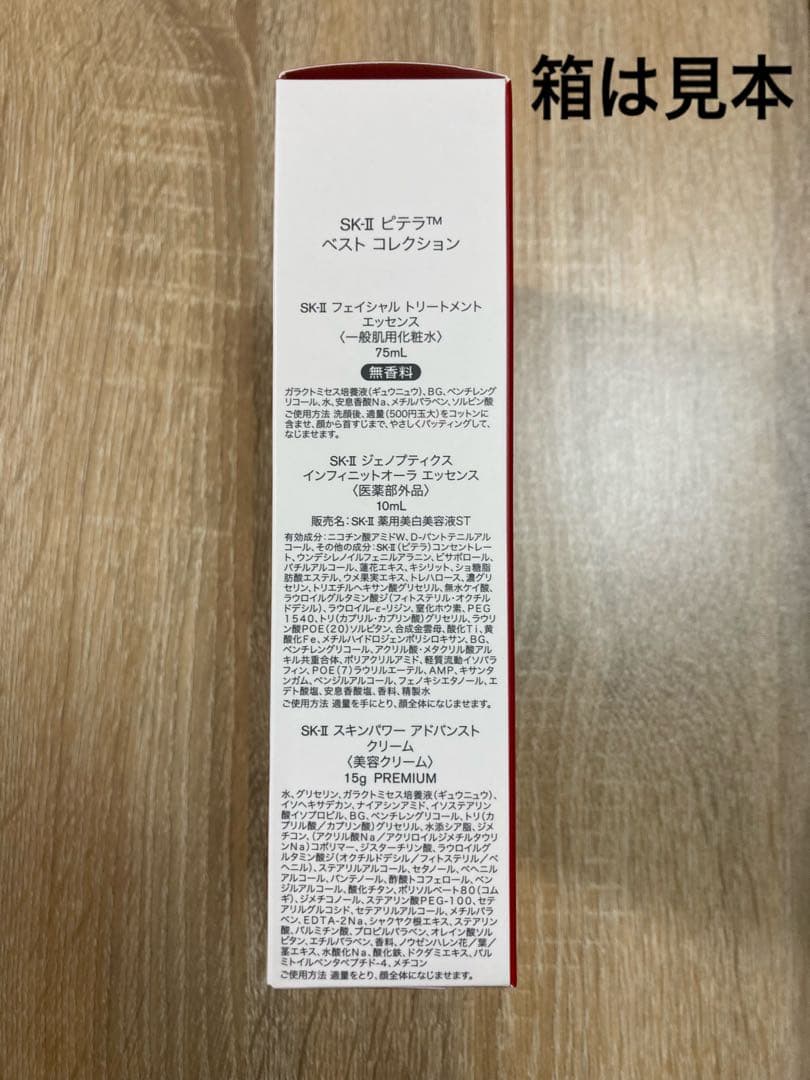 箱は見本
SK-II ピテラ™
ベスト コレクション
SK-II フェイシャル トリートメント
エッセンス
〈一般肌用化粧水〉
75mL
無香料
ガラクトミセス培養液(ギュウニュウ)、BG、ペンチレング
リコール、水、安息香酸Na、メチルパラベン、ソルビン酸
ご使用方法 洗顔後、適量(500円玉大)をコットンに
含ませ、顔から首すじまで、やさしくパッティングして、
なじませます。
SK-II ジェノプティクス
インフィニットオーラ エッセンス
〈医薬部外品〉
10mL
販売名:SK-II 薬用美白美容液ST
有効成分:ニコチン酸アミドW、D-パントテニルアル
コール、その他の成分:SK-II(ピテラ)コンセントレー
ト、ウンデシレノイルフェニルアラニン、ビサボロール、
バチルアルコール、蓮花エキス、キシリット、ショ糖脂
肪酸エステル、ウメ果実エキス、トレハロース、濃グリ
セリン、トリエチルヘキサン酸グリセリル、無水ケイ酸、
ラウロイルグルタミン酸ジ(フィトステリル・オクチル
ドデシル)、ラウロイル-ε-リジン、窒化ホウ素、PEG
1540、トリ(カプリル・カプリン酸)グリセリル、ラウリ
ン酸POE(20)ソルビタン、合成金雲母、酸化Ti、黄
酸化Fe、メチルハイドロジェンポリシロキサン、BG、
ペンチレングリコール、アクリル酸・メタクリル酸アル
キル共重合体、ポリアクリルアミド、軽質流動イソパラ
フィン、POE(7)ラウリルエーテル、AMP、キサンタ
ンガム、ベンジルアルコール、フェノキシエタノール、エ
デト酸塩、安息香酸塩、香料、精製水
ご使用方法 適量を手にとり、顔全体になじませます。
SK-II スキンパワー アドバンスト
クリーム
〈美容クリーム〉
15g PREMIUM
水、グリセリン、ガラクトミセス培養液(ギュウニュウ)、
イソヘキサデカン、ナイアシンアミド、イソステアリン
酸イソプロピル、BG、ペンチレングリコール、トリ(カ
プリル酸/カプリン酸)グリセリル、水添シア脂、ジメ
チコン、(アクリル酸Na/アクリロイルジメチルタウリ
ンNa)コポリマー、ジスターチリン酸、ラウロイルグ
ルタミン酸ジ(オクチルドデシル/フィトステリル/ベ
ヘニル)、ステアリルアルコール、セタノール、ベヘニル
アルコール、パンテノール、酢酸トコフェロール、ベン
ジルアルコール、酸化チタン、ポリソルベート80(コム
ギ)、ジメチコノール、ステアリン酸PEG-100、セテ
アリルグルコシド、セテアリルアルコール、メチルパラ
ベン、EDTA-2Na、シャクヤク根エキス、ステアリン
酸、パルミチン酸、プロピルパラベン、オレイン酸ソル
ビタン、エチルパラベン、香料、ノウゼンハレン花/葉/
茎エキス、水酸化Na、酸化鉄、ドクダミエキス、パル
ミトイルペンタペプチド-4、メチコン
ご使用方法 適量をとり、顔全体になじませます。